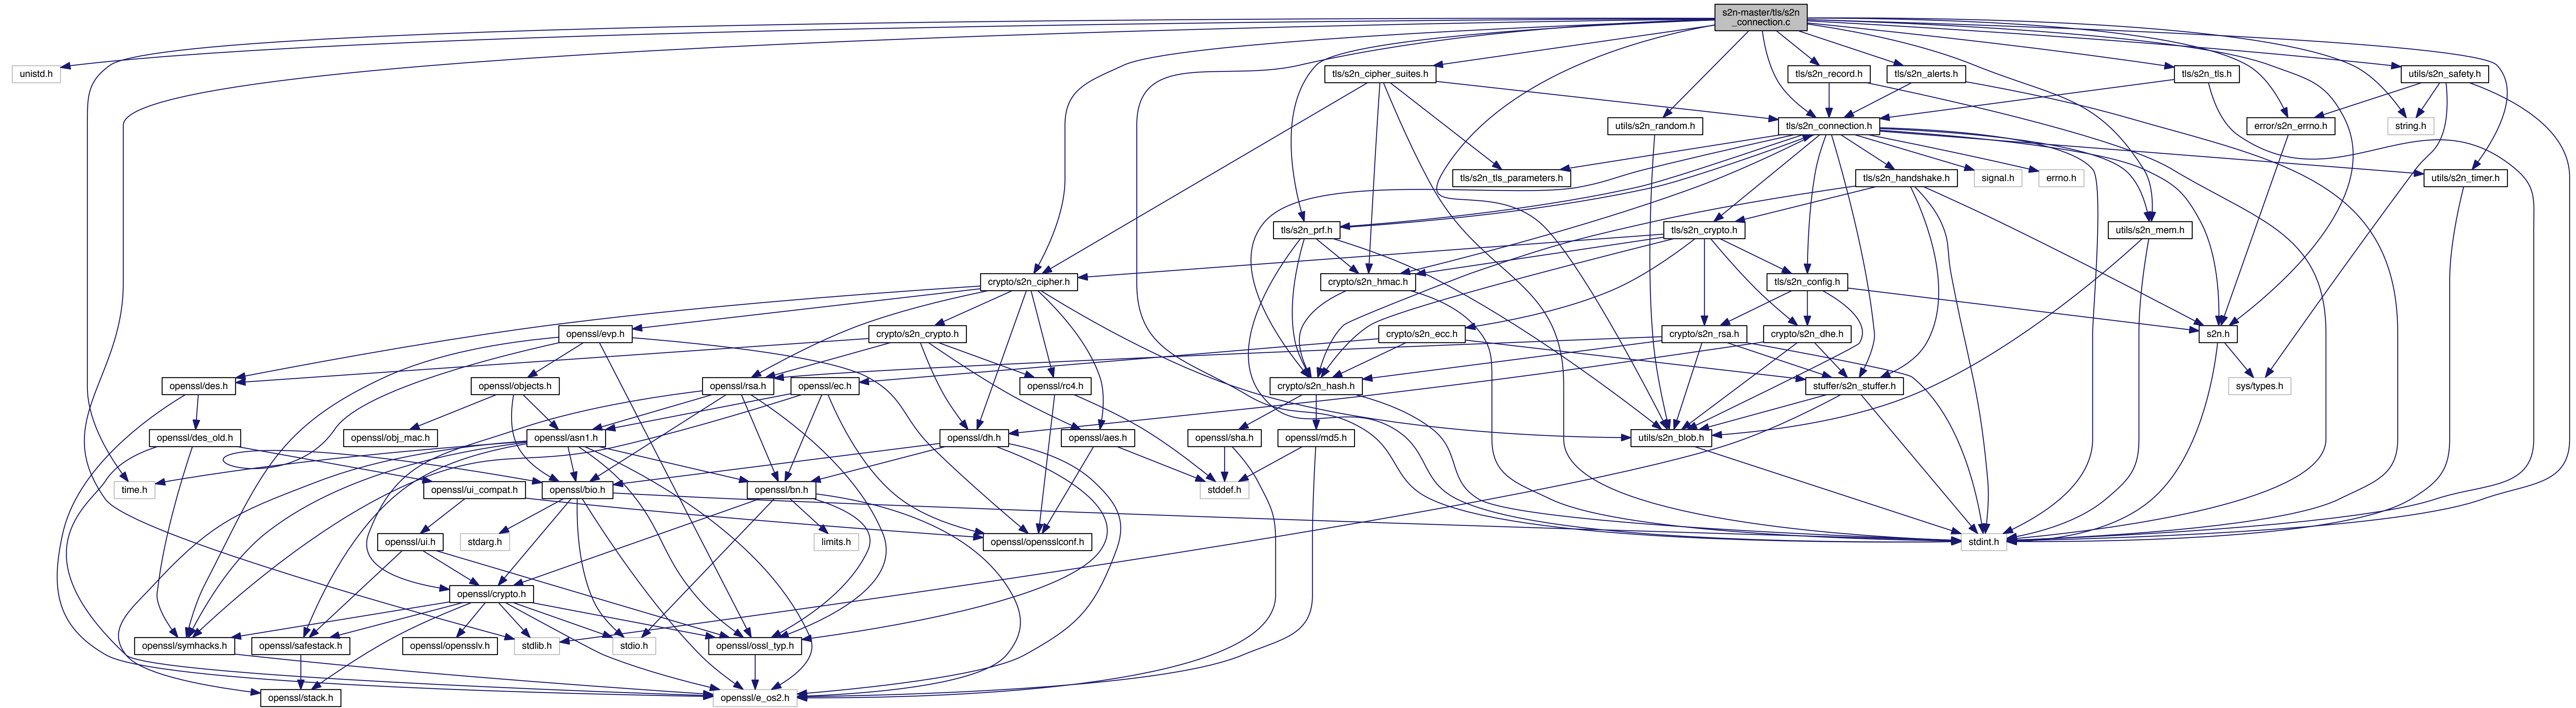 s2n-master/tls/s2n
_connection.c
unistd.h
tls/s2n_cipher_suites.h
tls/s2n_record.h
tls/s2n_alerts.h
tls/s2n_tls.h
utils/s2n_safety.h
utils/s2n_random.h
tls/s2n_connection.h
error/s2n_errno.h
string.h
tls/s2n_tls_parameters.h
tls/s2n_handshake.h
signal.h
errno.h
utils/s2n_timer.h
tls/s2n_prf.h
tls/s2n_crypto.h
utils/s2n_mem.h
crypto/s2n_cipher.h
crypto/s2n_hmac.h
tls/s2n_config.h
openssl/evp.h
crypto/s2n_crypto.h
crypto/s2n_ecc.h
crypto/s2n_rsa.h
crypto/s2n_dhe.h
s2n.h
openssl/des.h
openssl/objects.h
openssl/rsa.h
openssl/ec.h
openssl/rc4.h
crypto/s2n_hash.h
stuffer/s2n_stuffer.h
sys/types.h
openssl/des_old.h
openssl/obj_mac.h
openssl/asn1.h
openssl/dh.h
openssl/aes.h
openssl/sha.h
openssl/md5.h
utils/s2n_blob.h
time.h
openssl/ui_compat.h
openssl/bio.h
openssl/bn.h
stddef.h
openssl/ui.h
stdarg.h
limits.h
openssl/opensslconf.h
stdint.h
openssl/crypto.h
openssl/symhacks.h
openssl/safestack.h
openssl/opensslv.h
stdlib.h
stdio.h
openssl/ossl_typ.h
openssl/stack.h
openssl/e_os2.h